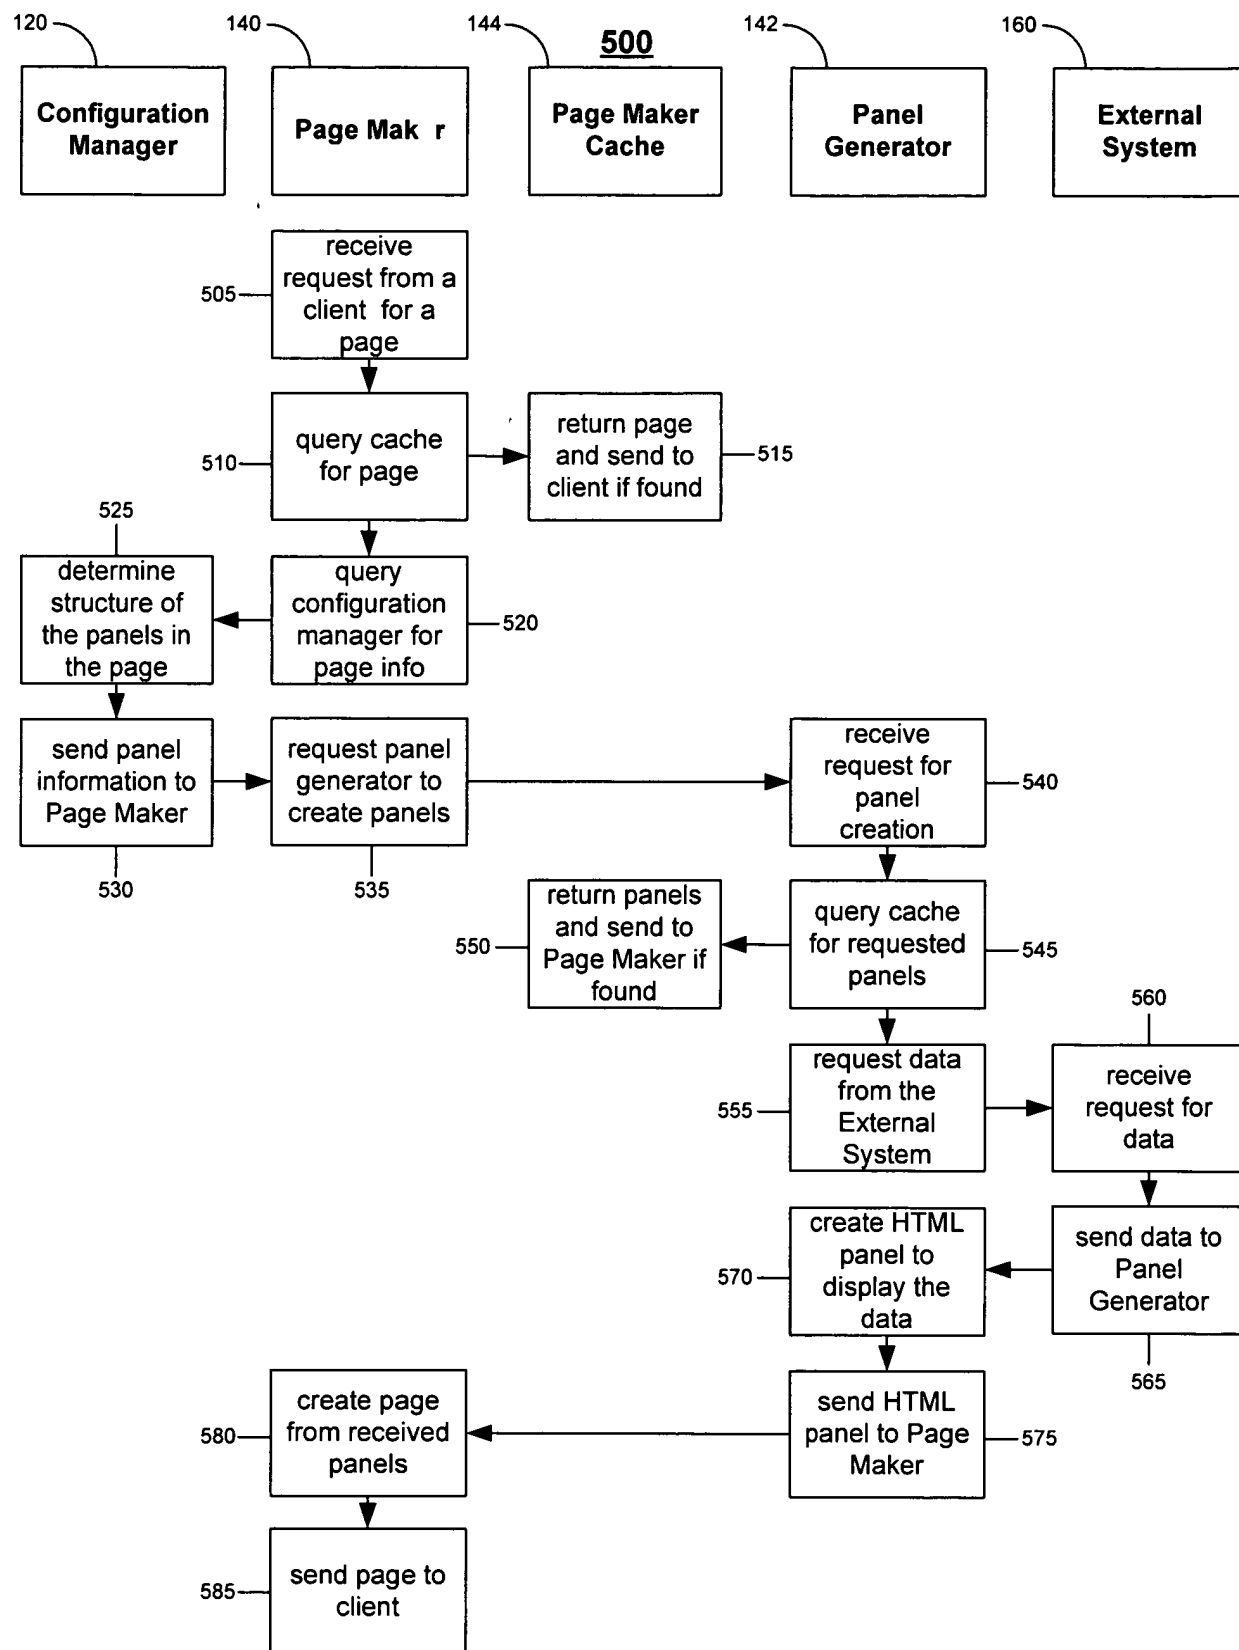 120
140
144
500
142
160
Configuration
Manager
Page Mak r
Page Maker
Cache
Panel
Generator
External
System
505
receive
request from a
client for a
page
510
query cache
for page
return page
and send to
client if found
515
525
determine
structure of
the panels in
the page
query
configuration
manager for
page info
520
send panel
information to
Page Maker
530
request panel
generator to
create panels
535
receive
request for
panel
creation
540
550
return panels
and send to
Page Maker if
found
query cache
for requested
panels
545
555
request data
from the
External
System
560
receive
request for
data
570
create HTML
panel to
display the
data
send data to
Panel
Generator
565
580
create page
from received
panels
send HTML
panel to Page
Maker
575
585
send page to
client